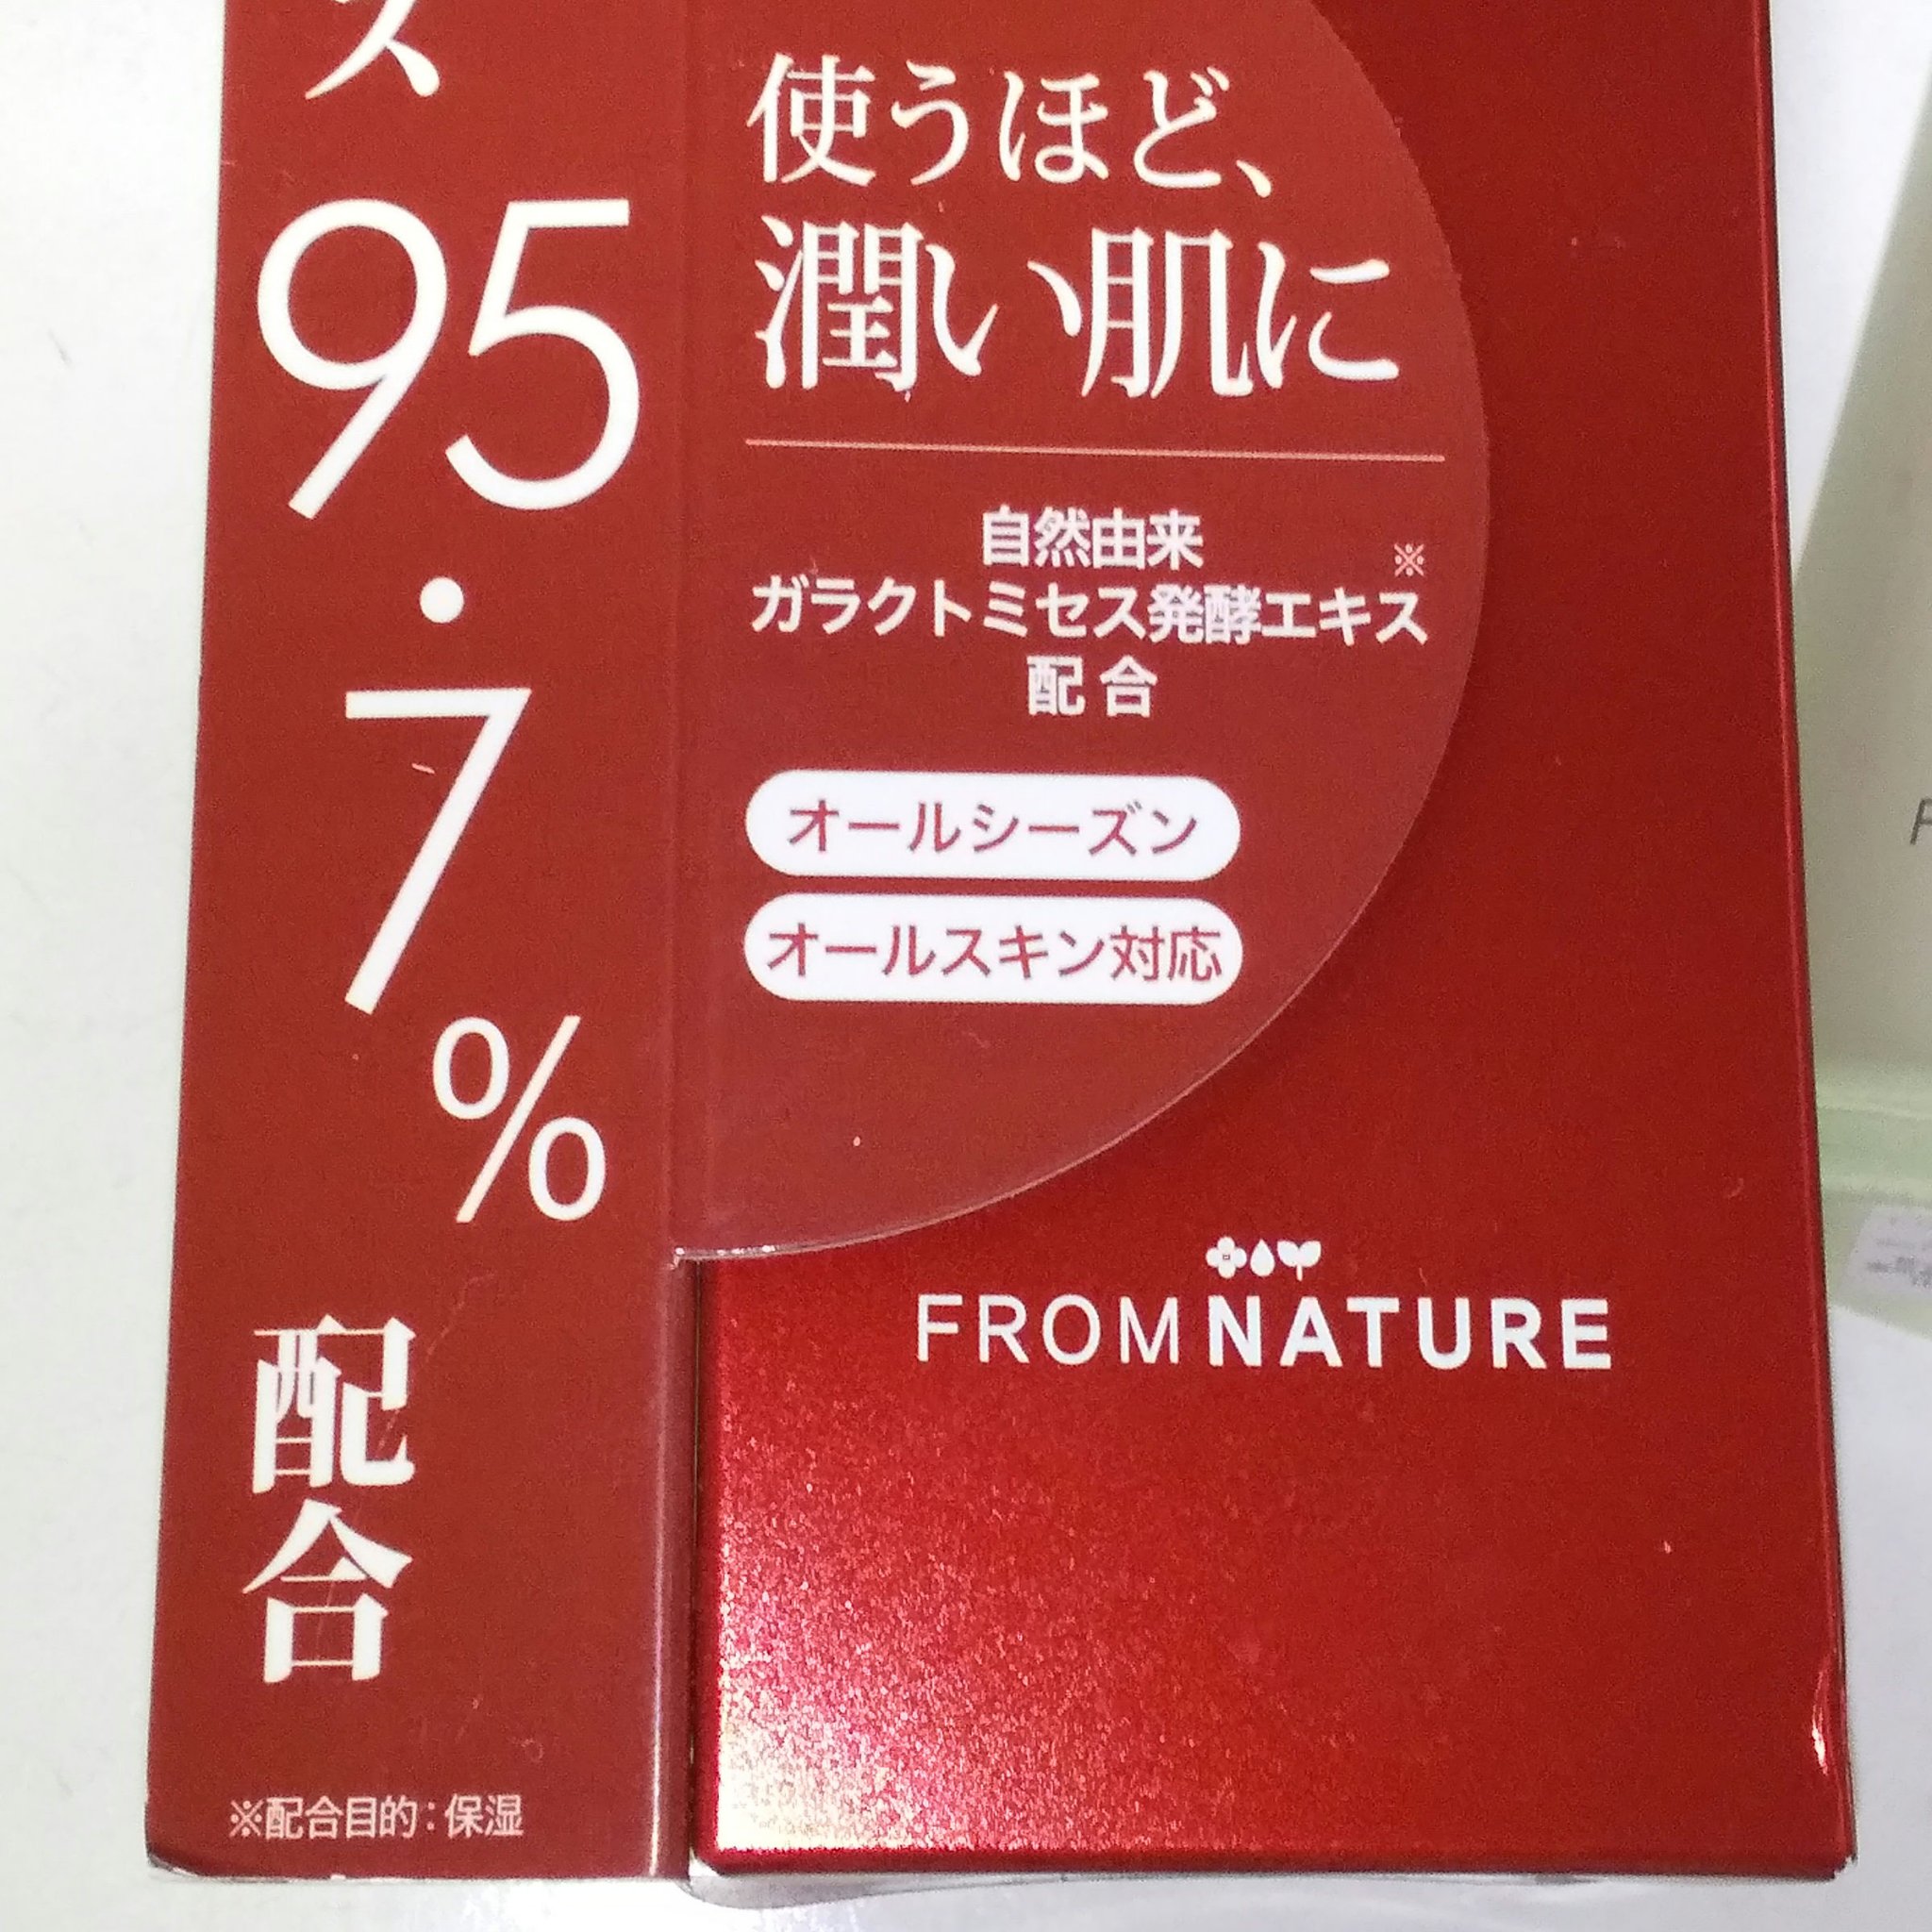 ス
95.7%
配合
※配合目的：保湿
使うほど、
潤い肌に
自然由来
ガラクトミセス発酵エキス※
配合
オールシーズン
オールスキン対応
FROMNATURE